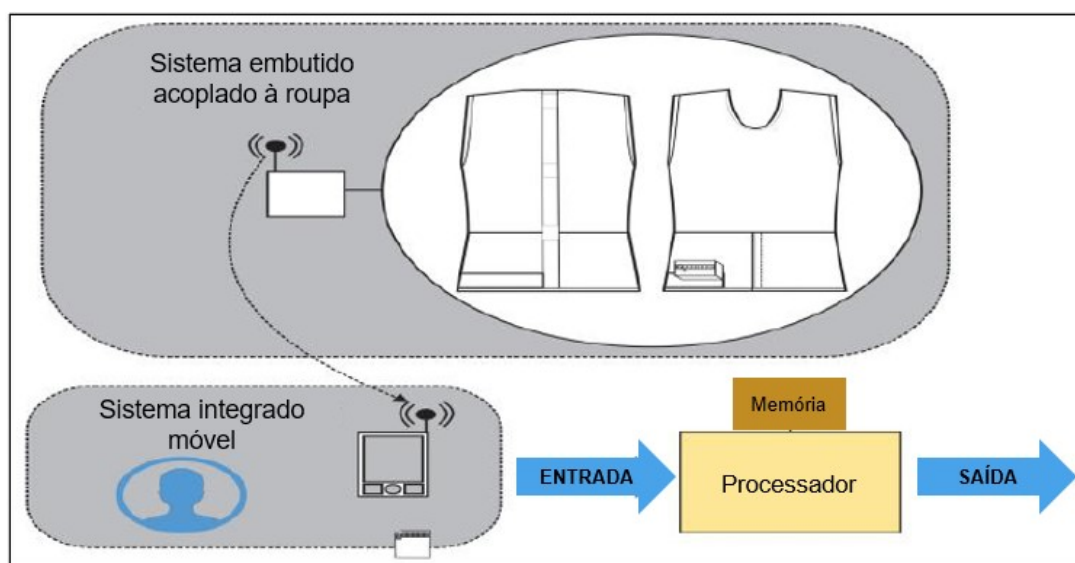 Sistema embutido
acoplado à roupa
Sistema integrado
móvel
ENTRADA
Memória
Processador
SAÍDA